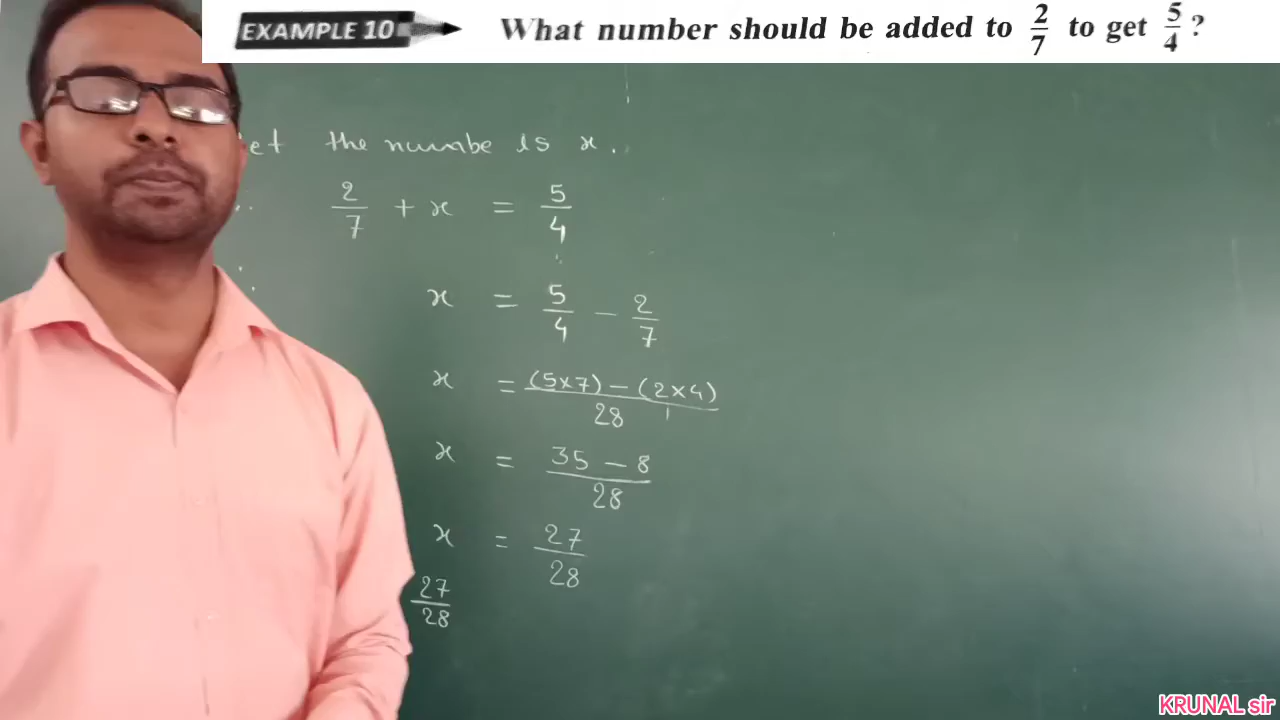 EXAMPLE 10 What number should be added to 2/7 to get 5/4 ?
et the numbe is x.
∴ 2/7 + x = 5/4
∴ x = 5/4 - 2/7
x = (5×7) - (2×4) / 28
x = 35 - 8 / 28
x = 27/28
27/28
KRUNAL sir